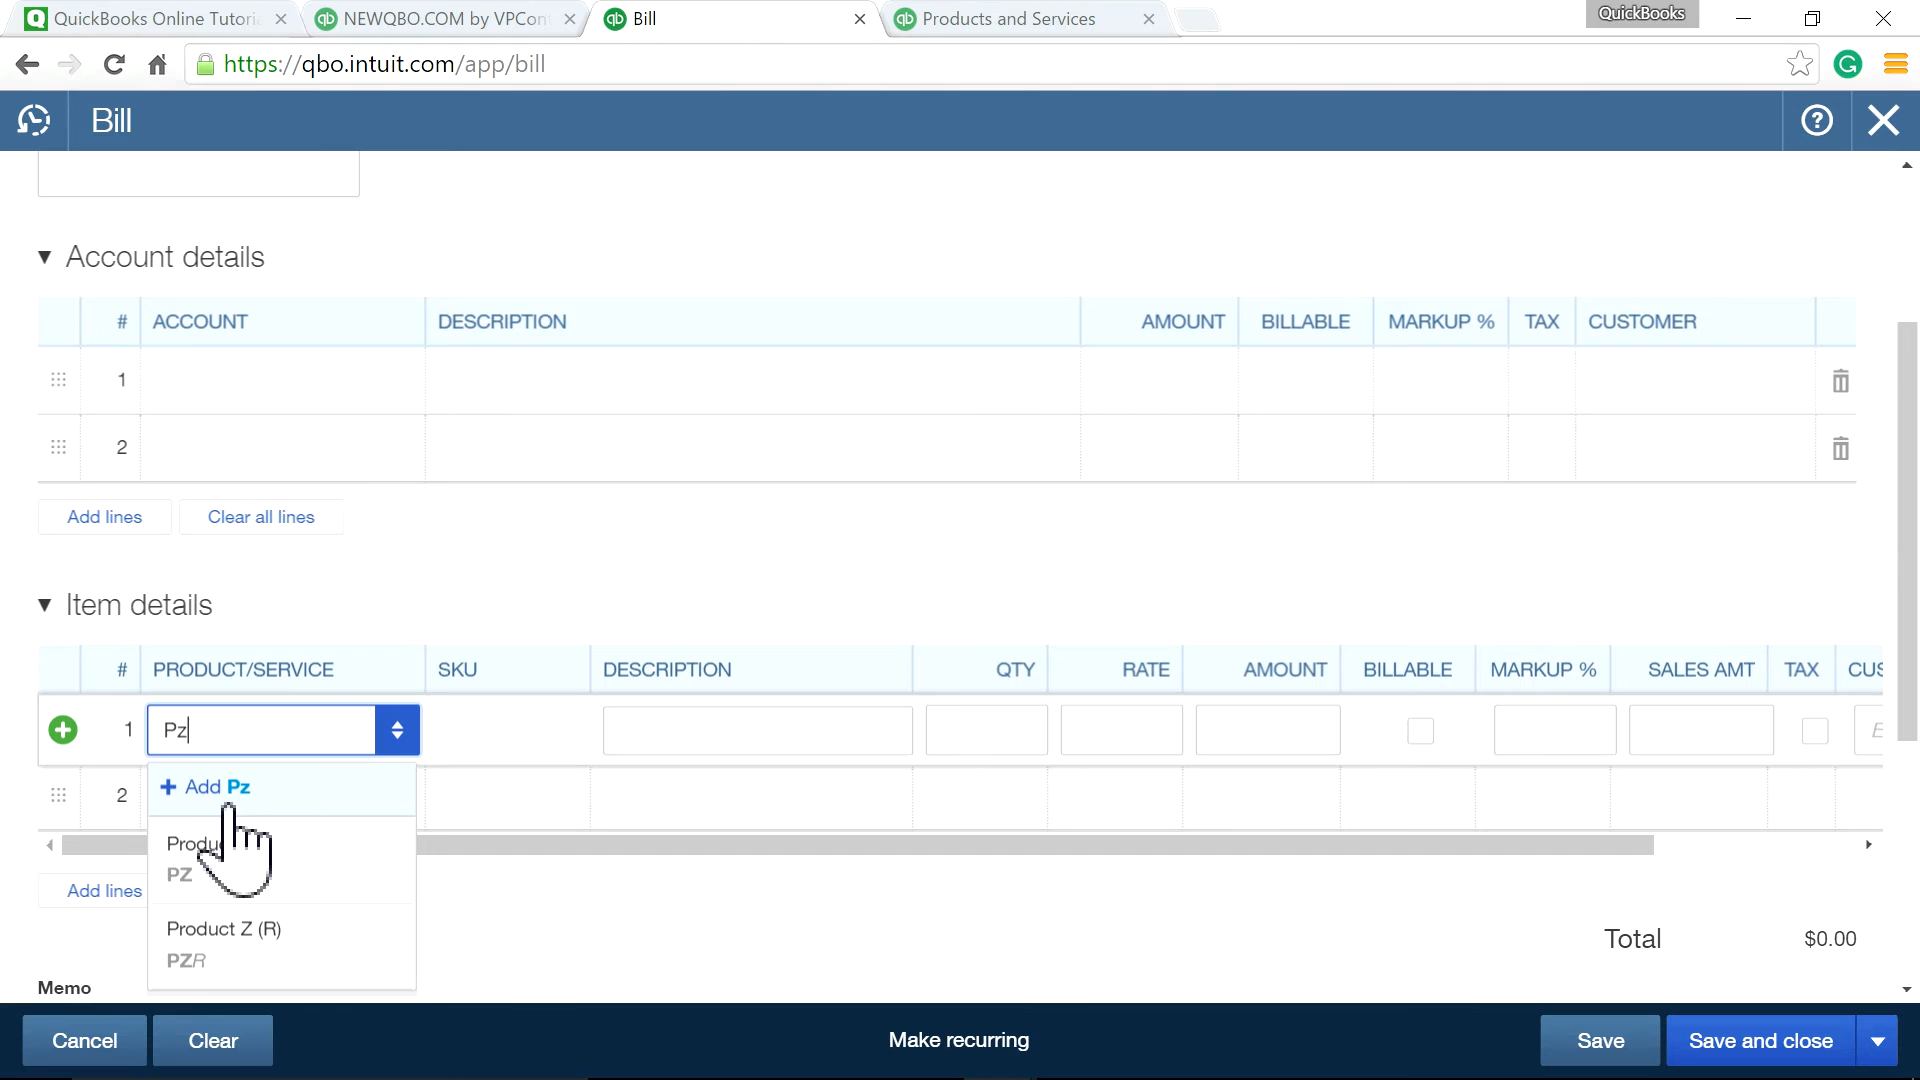 QuickBooks Online Tutori
NEWQBO.COM by VPCon
Bill
Products and Services
QuickBooks
https://qbo.intuit.com/app/bill
Bill
Account details
# ACCOUNT DESCRIPTION AMOUNT BILLABLE MARKUP % TAX CUSTOMER
1
2
Add lines Clear all lines
Item details
# PRODUCT/SERVICE SKU DESCRIPTION QTY RATE AMOUNT BILLABLE MARKUP % SALES AMT TAX CUS
1 Pz
+ Add Pz
2
Produc
PZ
Add lines
Product Z (R)
PZR
Total $0.00
Memo
Cancel Clear Make recurring Save Save and close